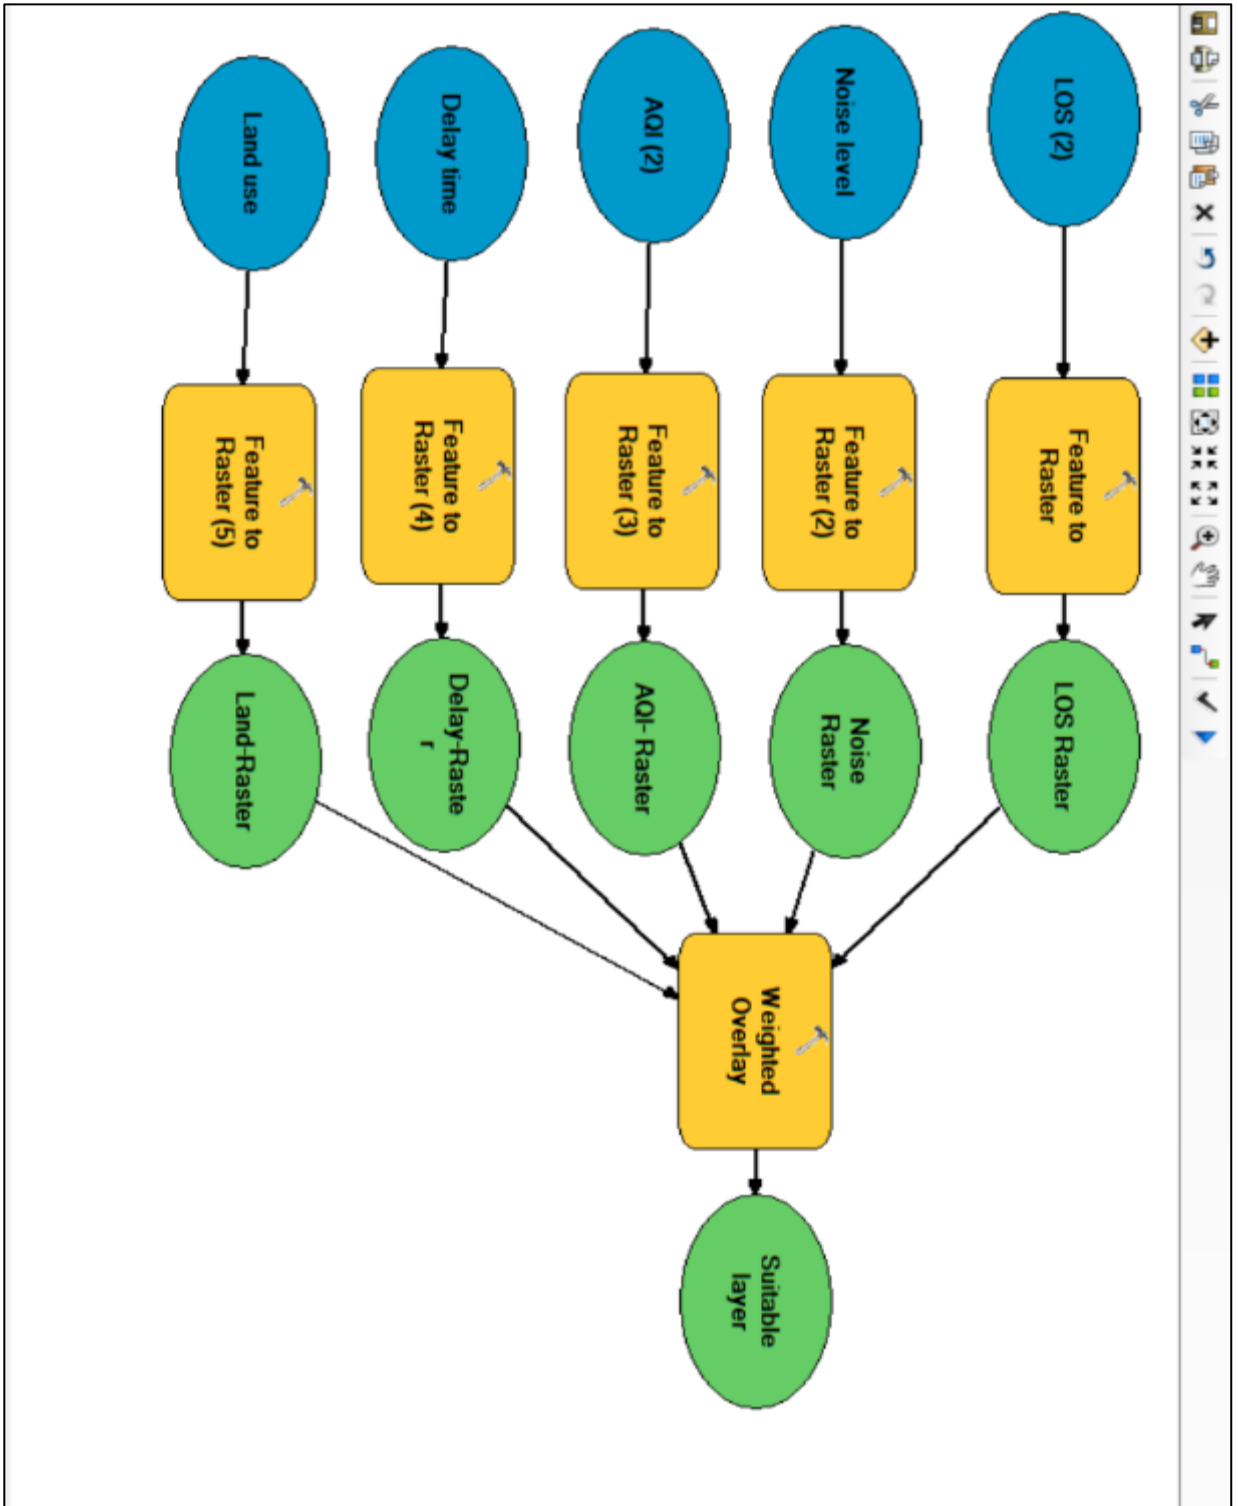 LOS (2)
Feature to
Raster
LOS Raster
Noise level
Feature to
Raster (2)
Noise
Raster
AQI (2)
Feature to
Raster (3)
AQI- Raster
Delay time
Feature to
Raster (4)
Delay-Raste
r
Land use
Feature to
Raster (5)
Land-Raster
Weighted
Overlay
Suitable
layer